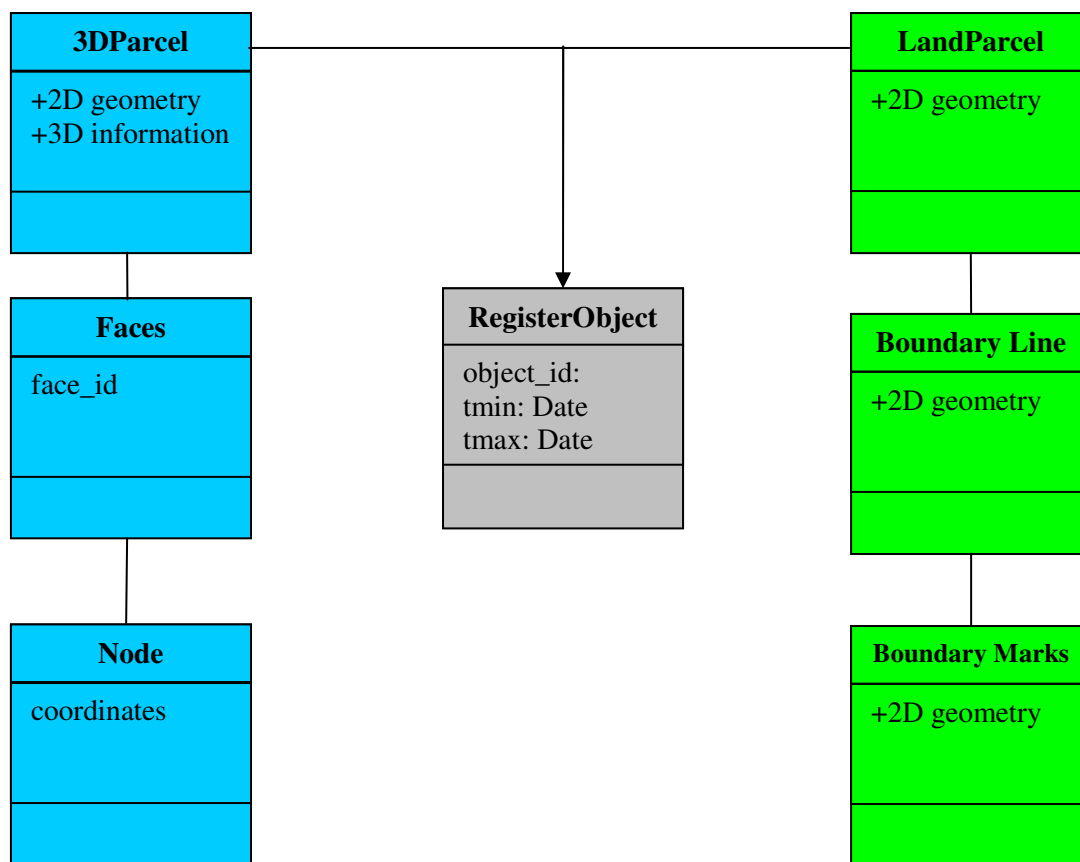 3DParcel
+2D geometry
+3D information
Faces
face_id
Node
coordinates
RegisterObject
object_id:
tmin: Date
tmax: Date
LandParcel
+2D geometry
Boundary Line
+2D geometry
Boundary Marks
+2D geometry